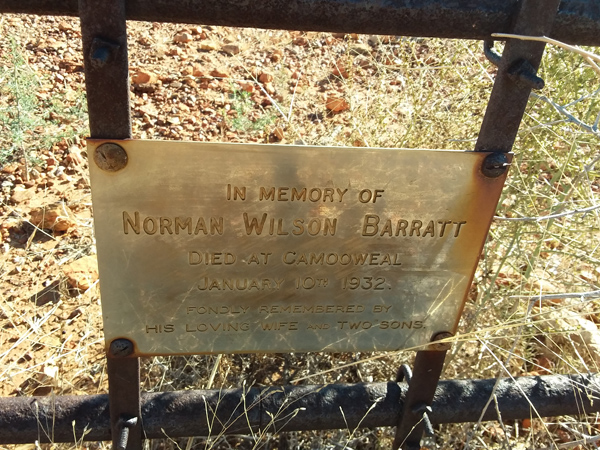 IN MEMORY OF
NORMAN WILSON BARRATT
DIED AT CAMOOWEAL
JANUARY 10TH 1932.
FONDLY REMEMBERED BY
HIS LOVING WIFE AND TWO SONS.